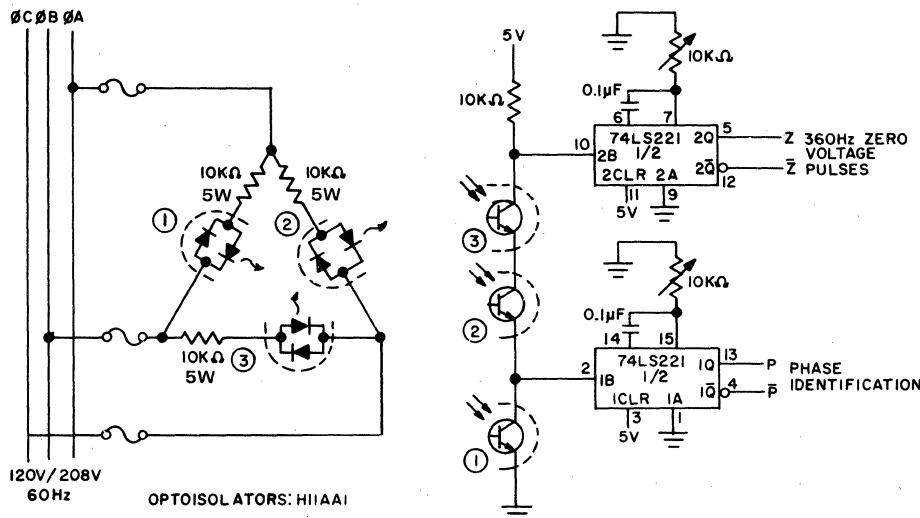 ØC ØB ØA
10KΩ
5W
10KΩ
5W
1
2
10KΩ
5W
3
120V/208V
60Hz
OPTOISOLATORS: H11AA1
5V
10KΩ
10KΩ
0.1µF
6
7
10
2B
74LS221
1/2
2Q
5
Z 360Hz ZERO
VOLTAGE
2Q̅
12
Z̅ PULSES
2CLR
2A
11
5V
9
3
2
10KΩ
0.1µF
14
15
2
1B
74LS221
1/2
1Q
13
P PHASE
IDENTIFICATION
1Q̅
4
P̅
1CLR
1A
3
5V
1
1